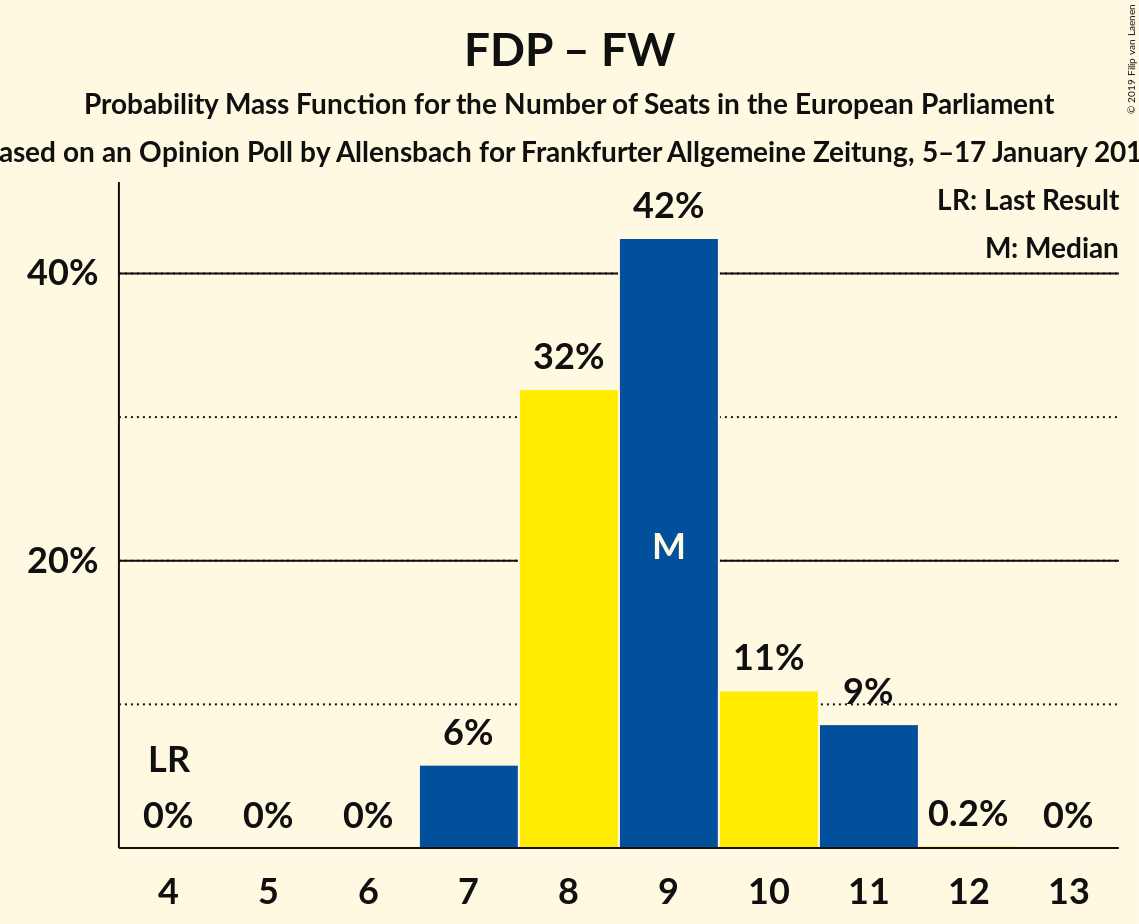 FDP – FW
Probability Mass Function for the Number of Seats in the European Parliament
ased on an Opinion Poll by Allensbach for Frankfurter Allgemeine Zeitung, 5–17 January 201
© 2019 Filip van Laenen
LR: Last Result
M: Median
42%
40%
32%
M
20%
11%
9%
6%
LR
0% 0% 0% 0.2% 0%
4 5 6 7 8 9 10 11 12 13